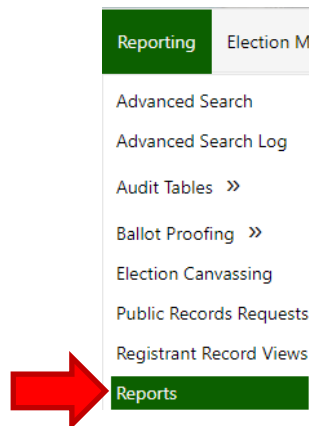 Reporting Election M
Advanced Search
Advanced Search Log
Audit Tables »
Ballot Proofing »
Election Canvassing
Public Records Requests
Registrant Record Views
Reports